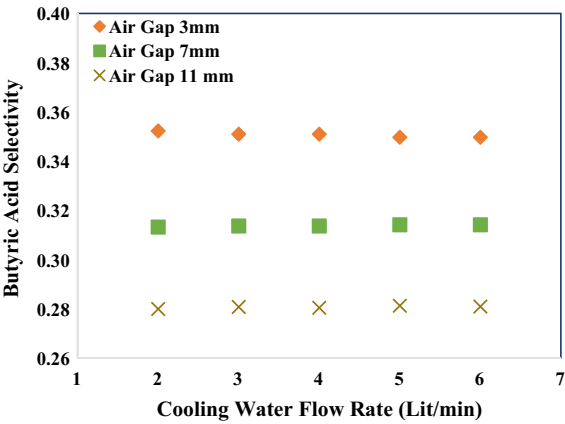 0.40
0.38
0.36
0.34
0.32
0.30
0.28
0.26
Butyric Acid Selectivity
Air Gap 3mm
Air Gap 7mm
Air Gap 11 mm
1 2 3 4 5 6 7
Cooling Water Flow Rate (Lit/min)